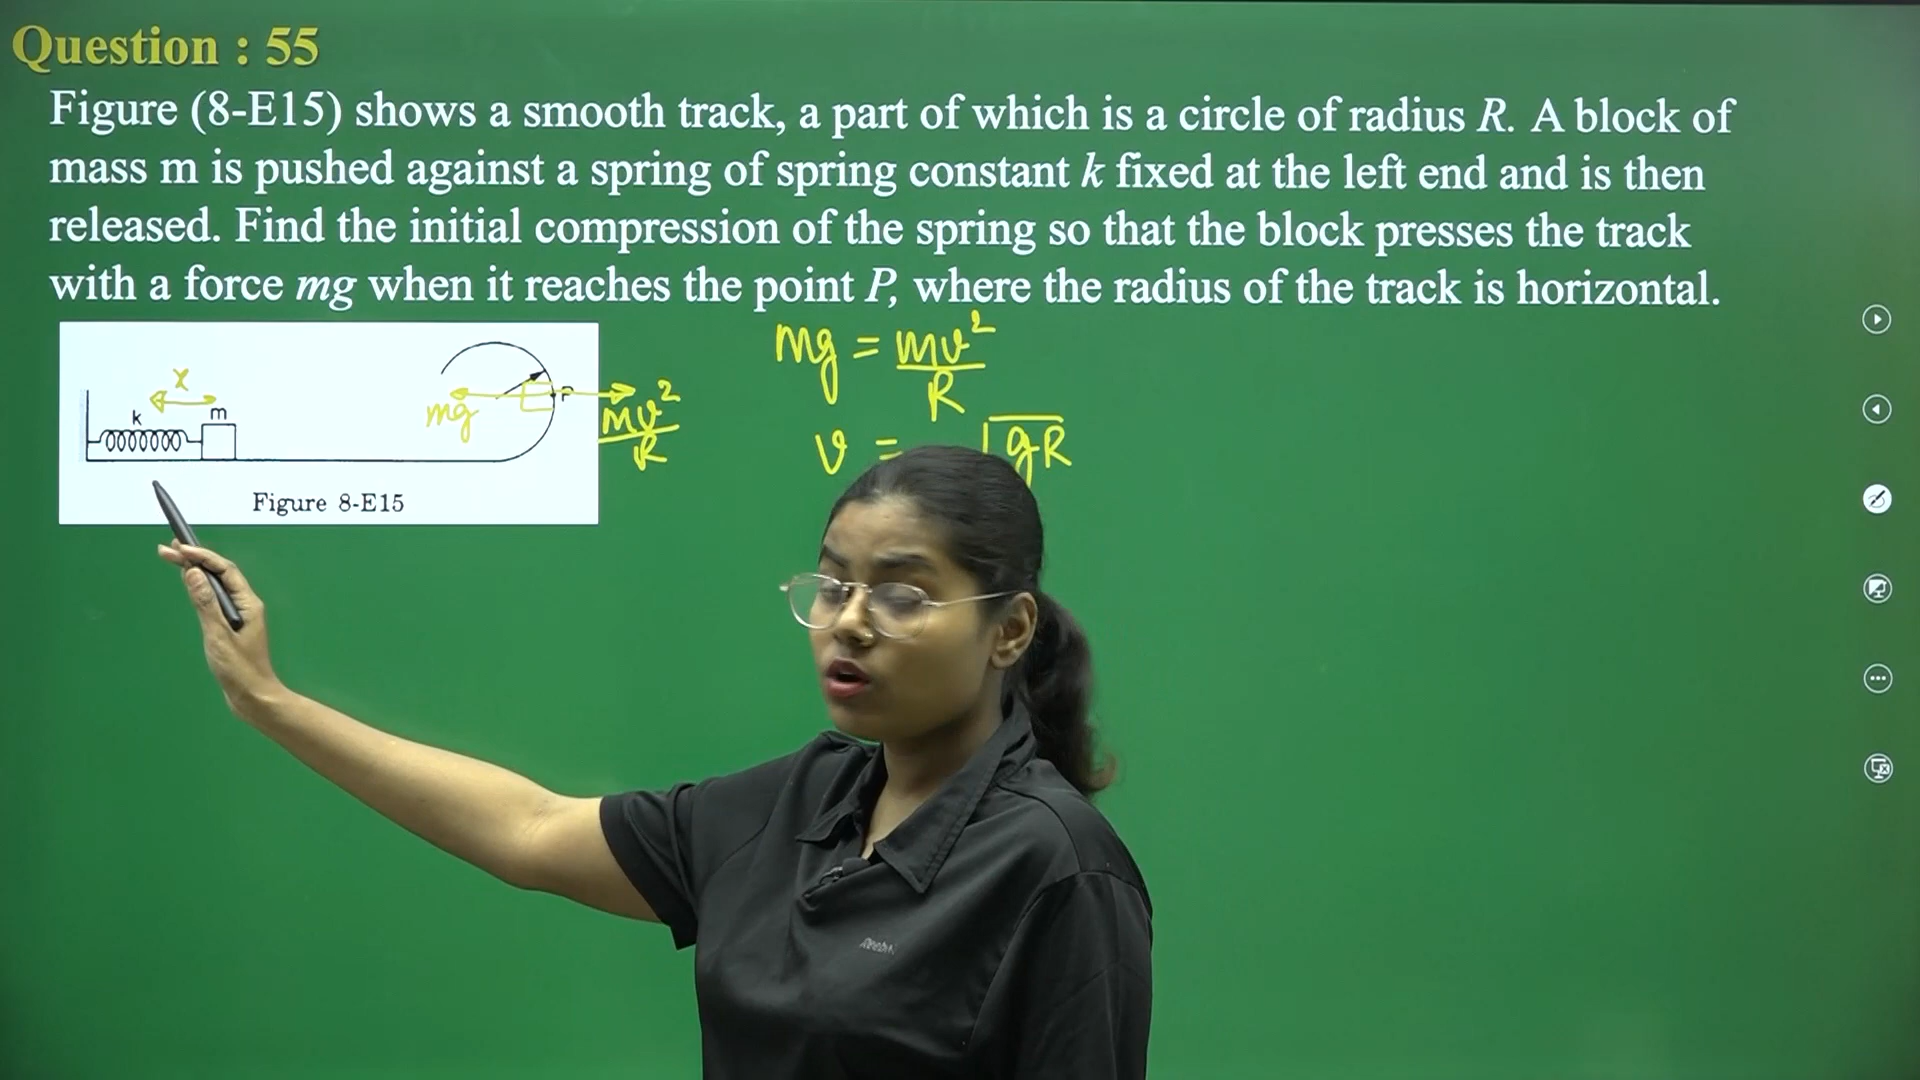 Question : 55
Figure (8-E15) shows a smooth track, a part of which is a circle of radius R. A block of
mass m is pushed against a spring of spring constant k fixed at the left end and is then
released. Find the initial compression of the spring so that the block presses the track
with a force mg when it reaches the point P, where the radius of the track is horizontal.
x
k
m
mg
P
mv²/R
Figure 8-E15
mg = mv²/R
v = √gR